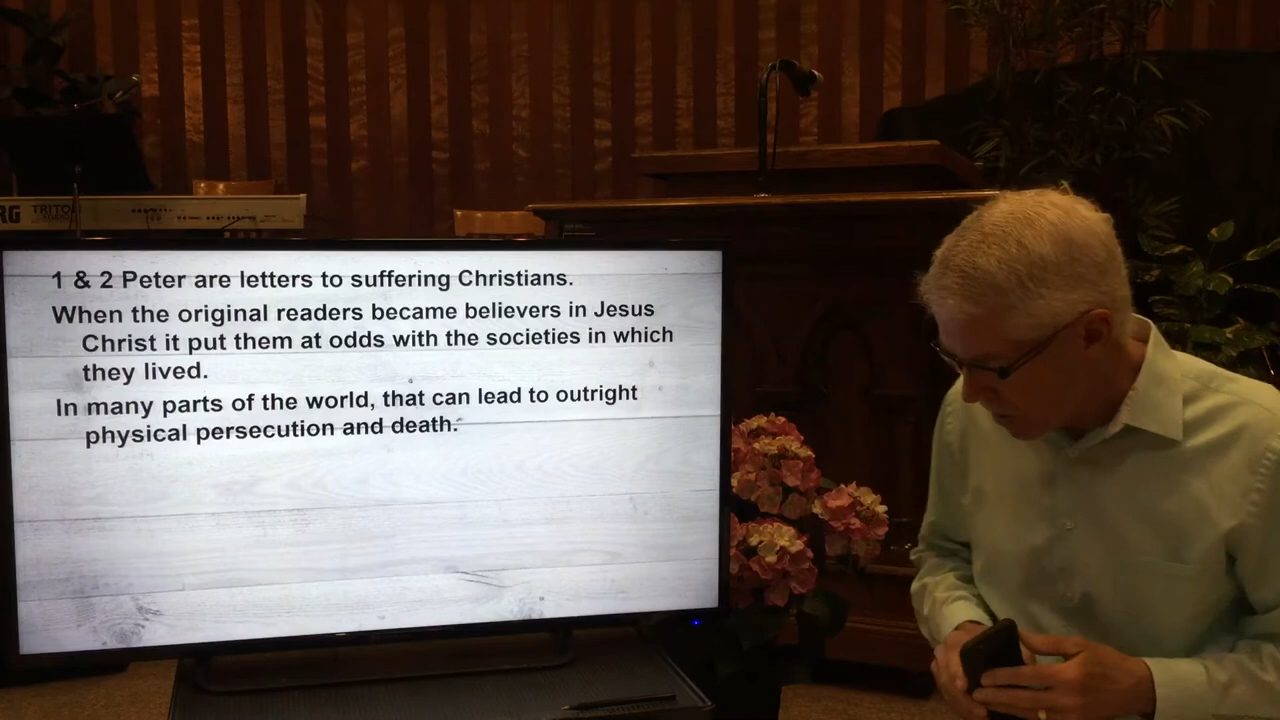 RG TRITON
1 & 2 Peter are letters to suffering Christians.
When the original readers became believers in Jesus
Christ it put them at odds with the societies in which
they lived.
In many parts of the world, that can lead to outright
physical persecution and death.